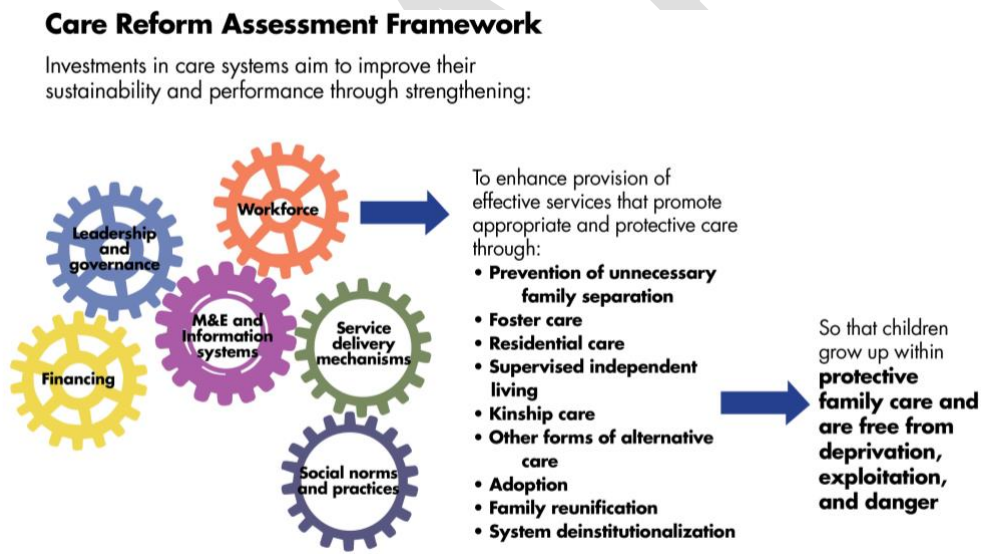 Care Reform Assessment Framework
Investments in care systems aim to improve their
sustainability and performance through strengthening:
Workforce
Leadership
and
governance
M&E and
Information
systems
Service
delivery
mechanisms
Financing
Social norms
and practices
To enhance provision of
effective services that promote
appropriate and protective care
through:
• Prevention of unnecessary
family separation
• Foster care
• Residential care
• Supervised independent
living
• Kinship care
• Other forms of alternative
care
• Adoption
• Family reunification
• System deinstitutionalization
So that children
grow up within
protective
family care and
are free from
deprivation,
exploitation,
and danger